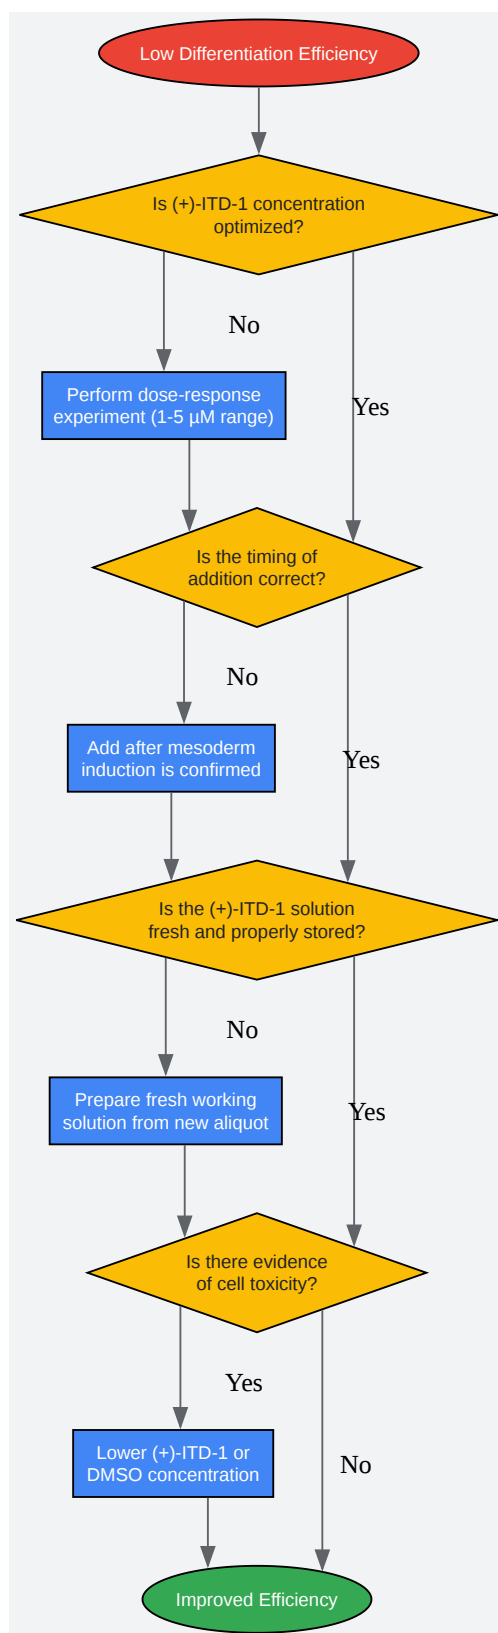 Low Differentiation Efficiency
Is (+)-ITD-1 concentration
optimized?
No
Perform dose-response
experiment (1-5 µM range)
Yes
Is the timing of
addition correct?
No
Add after mesoderm
induction is confirmed
Yes
Is the (+)-ITD-1 solution
fresh and properly stored?
No
Prepare fresh working
solution from new aliquot
Yes
Is there evidence
of cell toxicity?
Yes
Lower (+)-ITD-1 or
DMSO concentration
No
Improved Efficiency